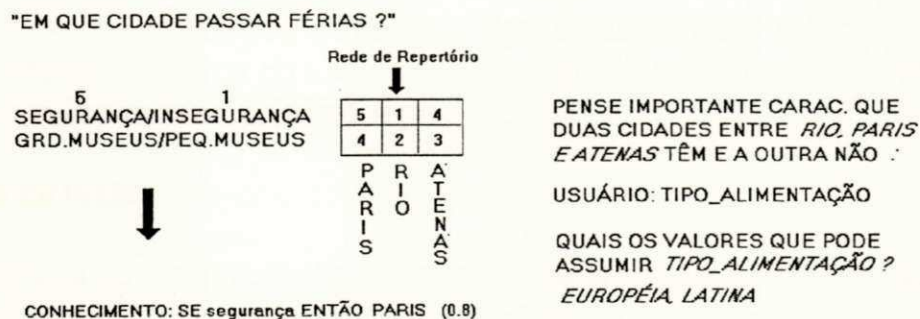 "EM QUE CIDADE PASSAR FÉRIAS ?"
Rede de Repertório
5 1
SEGURANÇA/INSEGURANÇA
GRD.MUSEUS/PEQ.MUSEUS
5 1 4
4 2 3
PARIS
RIO
ATENAS
CONHECIMENTO: SE segurança ENTÃO PARIS (0.8)
PENSE IMPORTANTE CARAC. QUE
DUAS CIDADES ENTRE RIO, PARIS
E ATENAS TÊM E A OUTRA NÃO :
USUÁRIO: TIPO_ALIMENTAÇÃO
QUAIS OS VALORES QUE PODE
ASSUMIR TIPO_ALIMENTAÇÃO ?
EUROPÉIA, LATINA